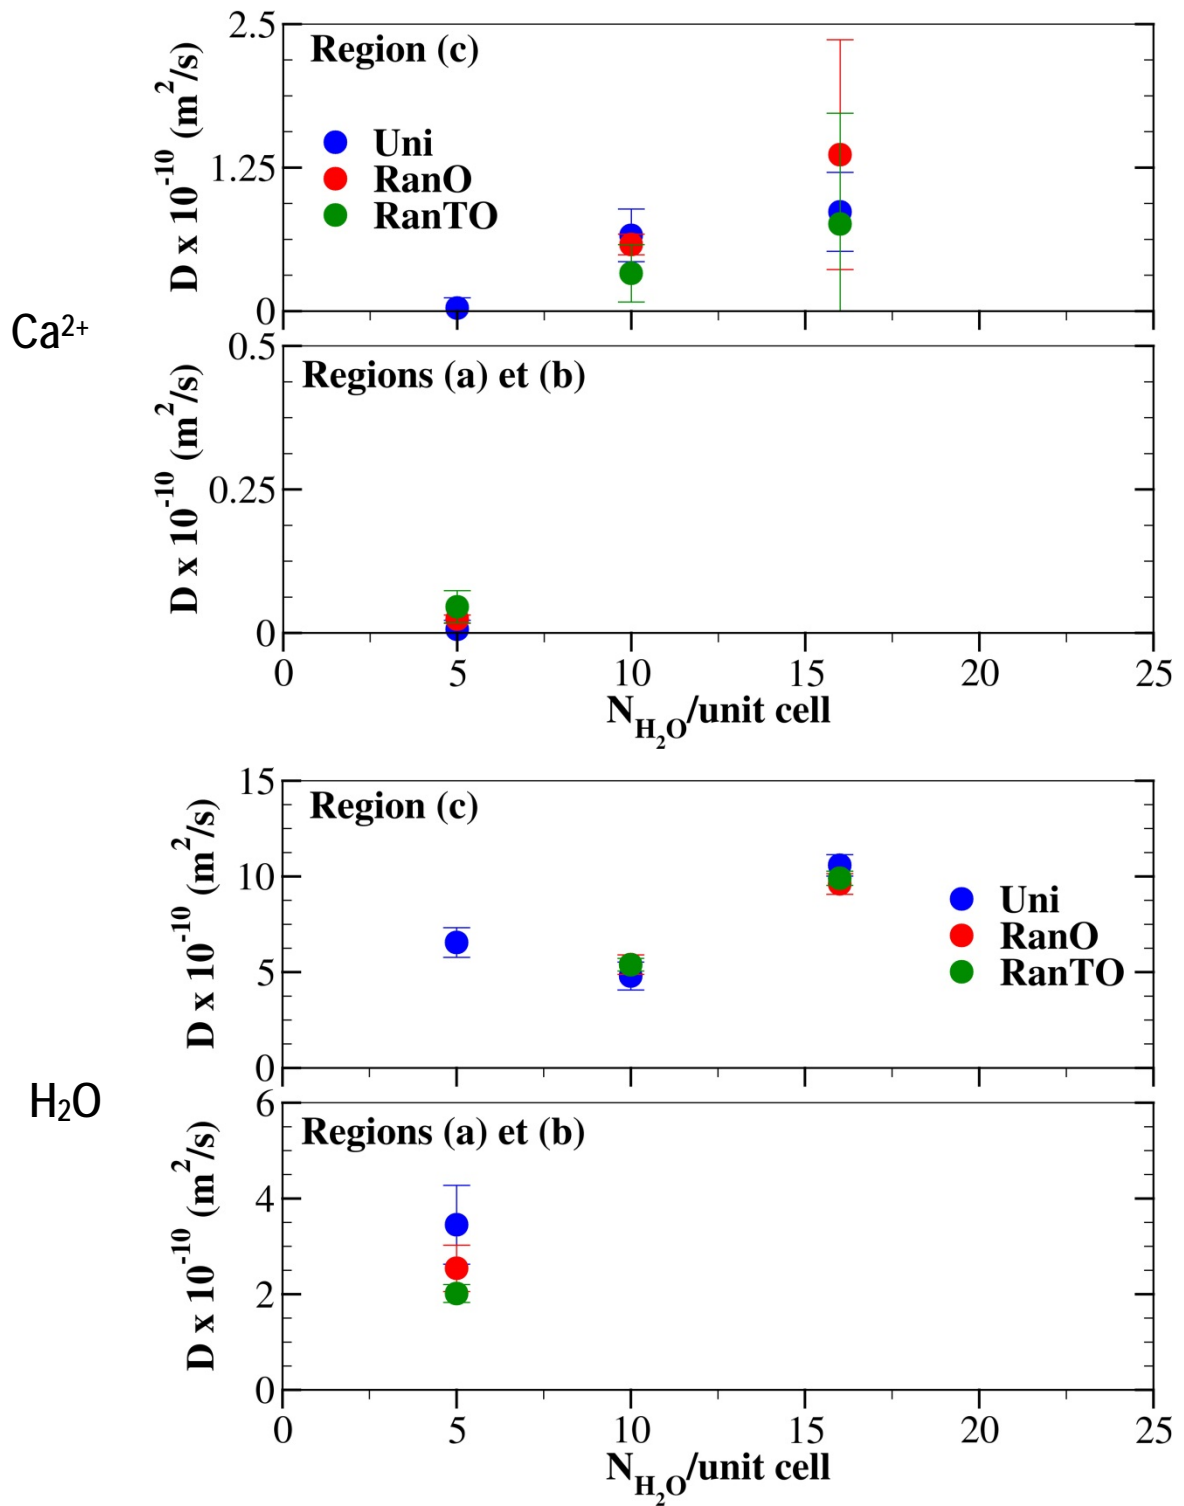 Ca²⁺
D x 10⁻¹⁰ (m²/s)
2.5
1.25
0
Region (c)
Uni
RanO
RanTO
D x 10⁻¹⁰ (m²/s)
0.5
0.25
0
Regions (a) et (b)
0 5 10 15 20 25
N_H₂O/unit cell
H₂O
D x 10⁻¹⁰ (m²/s)
15
10
5
0
Region (c)
Uni
RanO
RanTO
D x 10⁻¹⁰ (m²/s)
6
4
2
0
Regions (a) et (b)
0 5 10 15 20 25
N_H₂O/unit cell